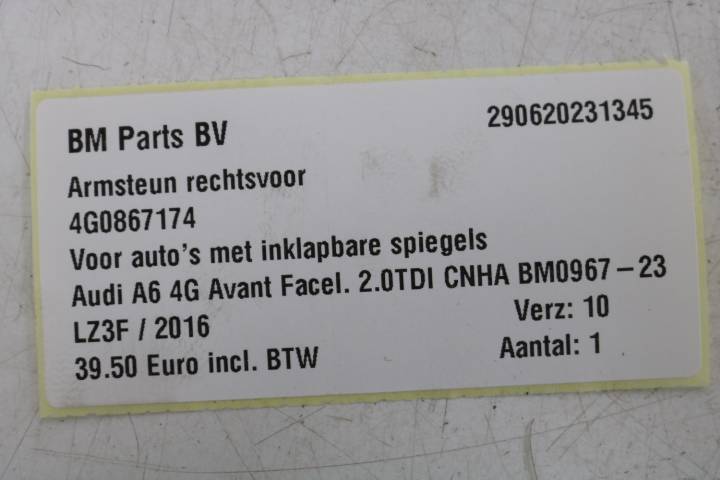 BM Parts BV 290620231345
Armsteun rechtsvoor
4G0867174
Voor auto's met inklapbare spiegels
Audi A6 4G Avant Facel. 2.0TDI CNHA BM0967-23
LZ3F / 2016 Verz: 10
39.50 Euro incl. BTW Aantal: 1